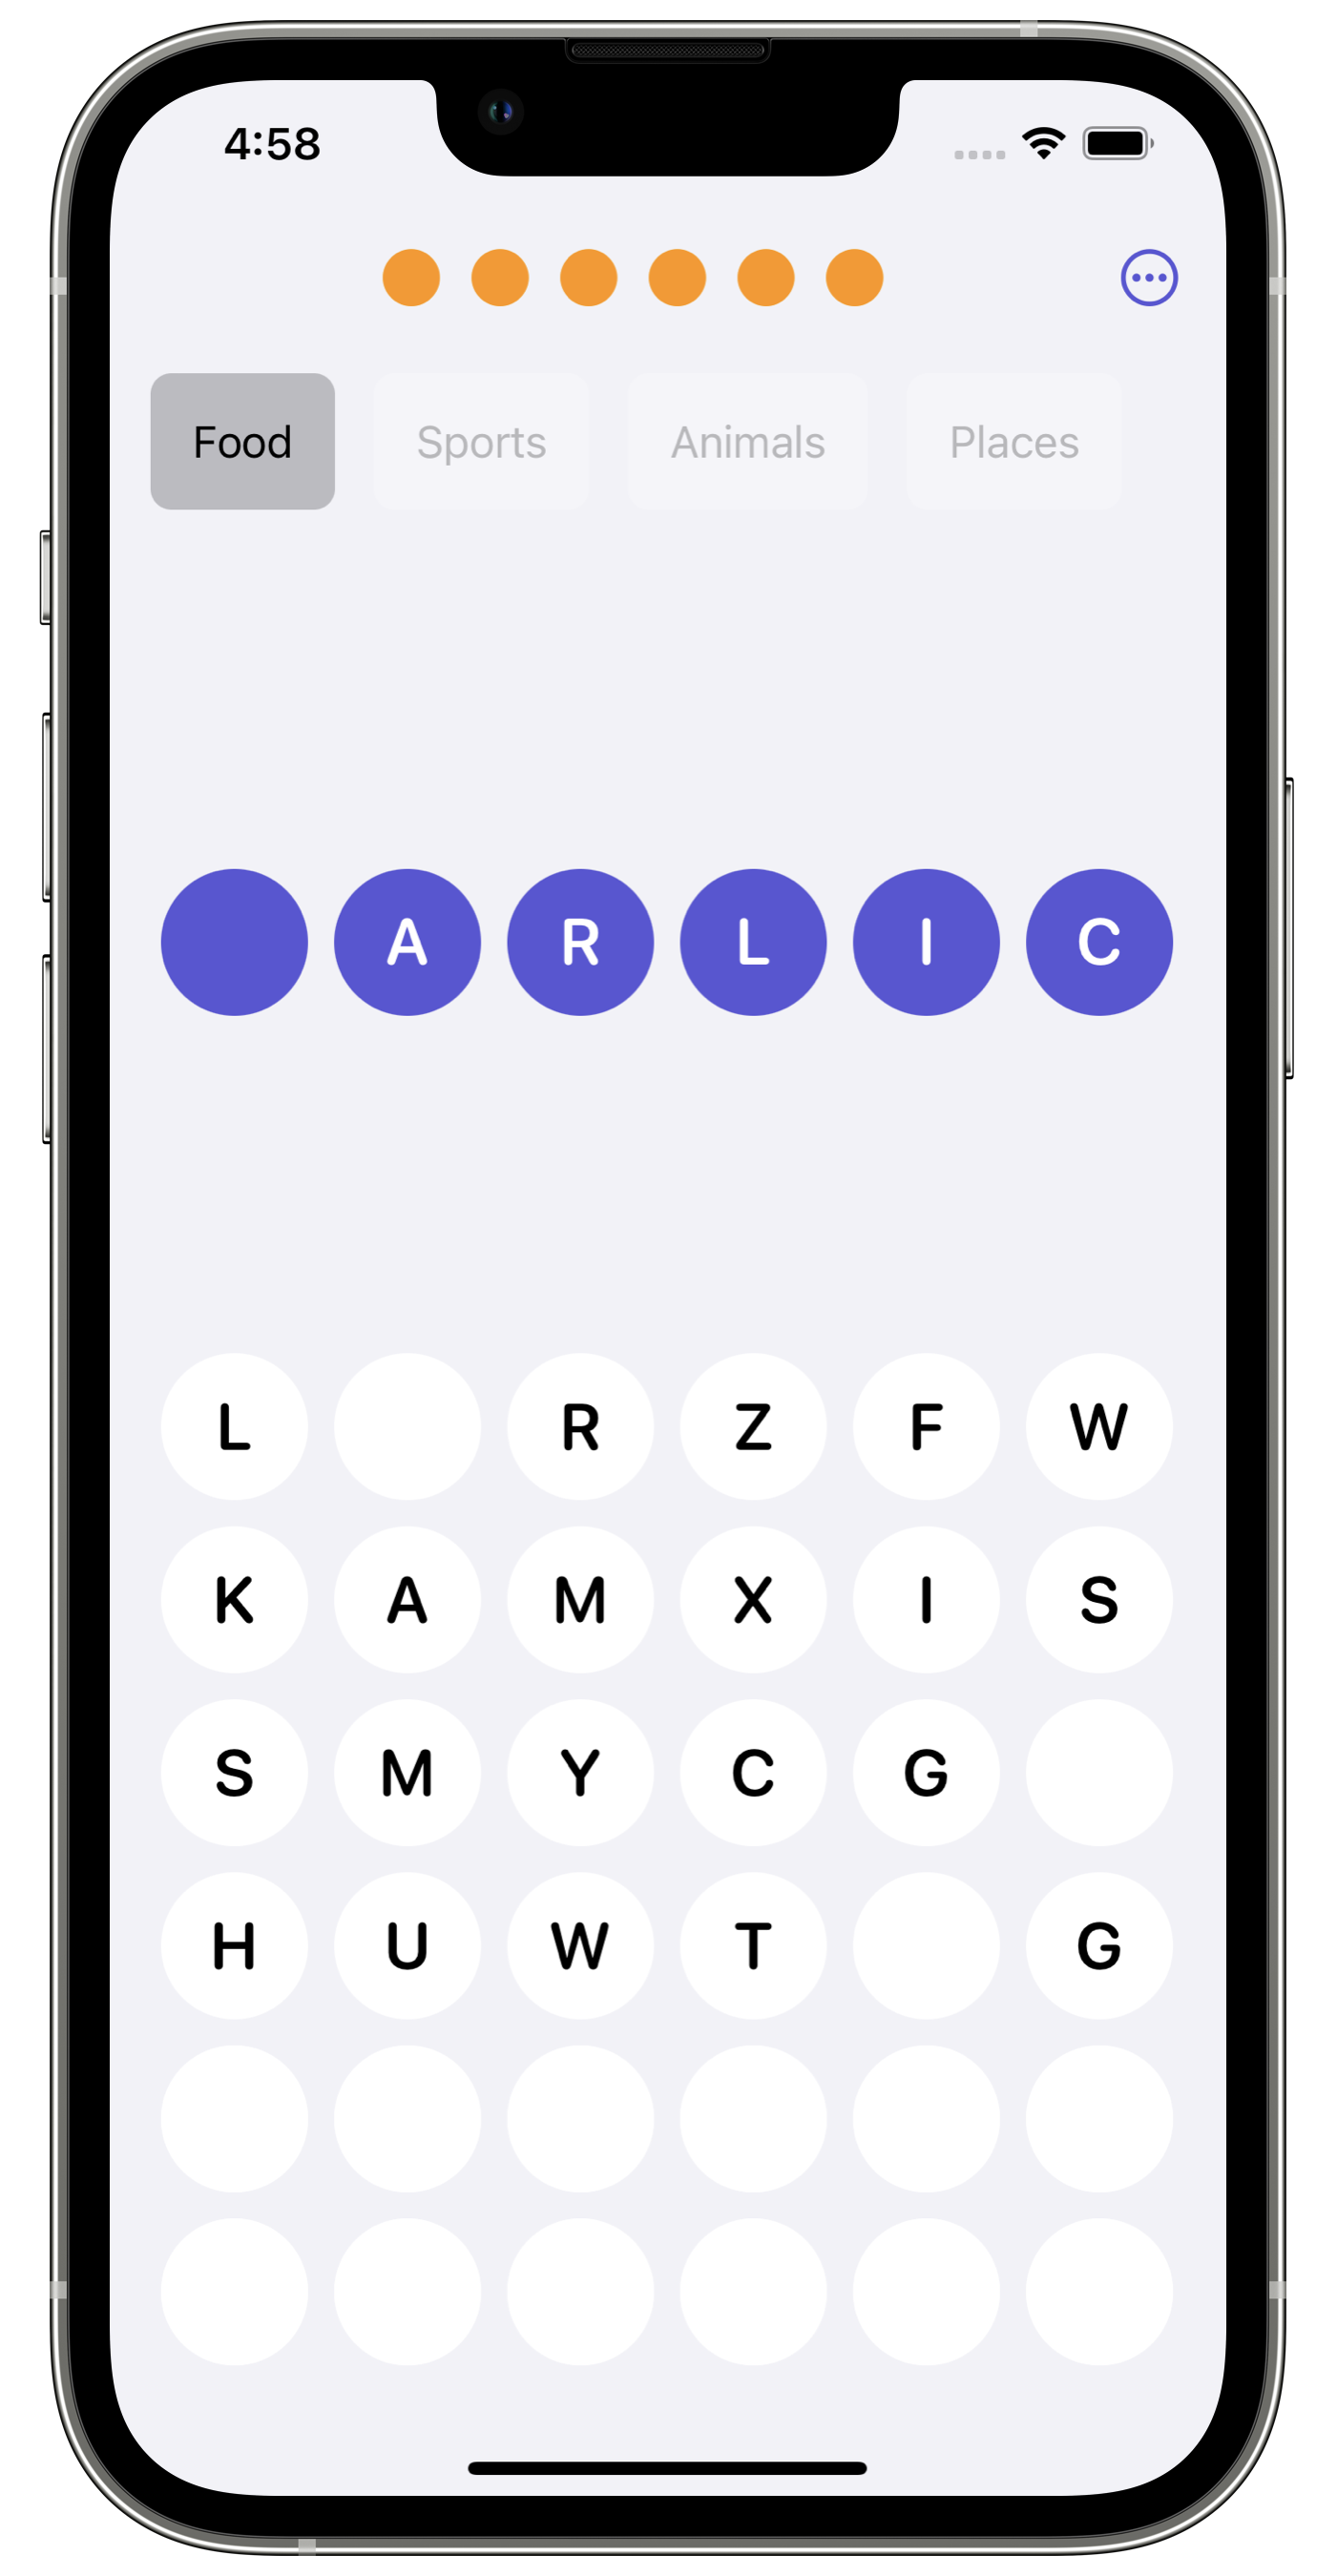 4:58
Food Sports Animals Places
A R L I C
L R Z F W
K A M X I S
S M Y C G
H U W T G